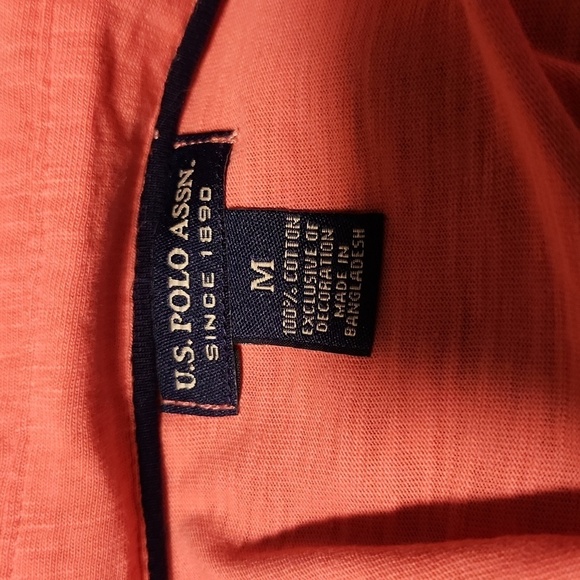 U.S. POLO ASSN.
SINCE 1890
M
100% COTTON
EXCLUSIVE OF
DECORATION
MADE IN
BANGLADESH